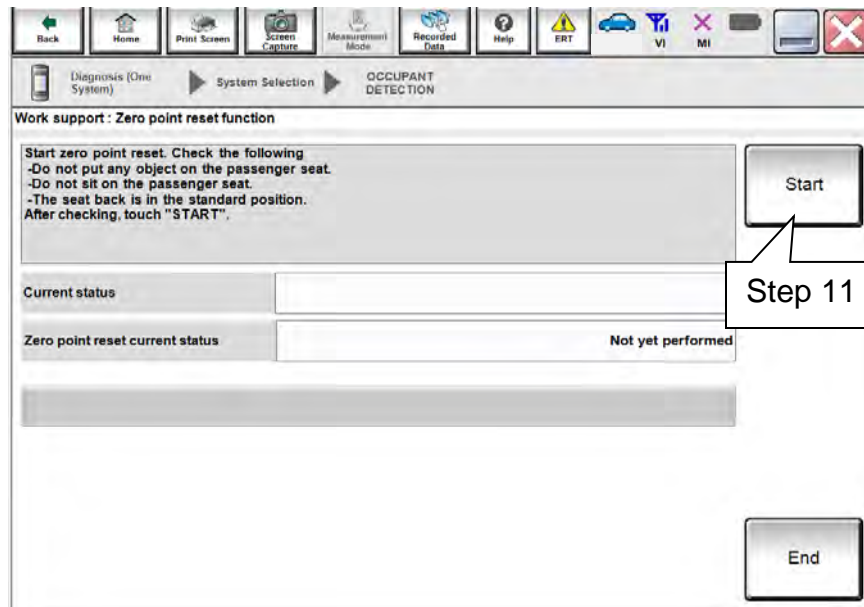 Back
Home
Print Screen
Screen
Capture
Measurement
Mode
Recorded
Data
Help
ERT
VI
MI
Diagnosis (One
System)
System Selection
OCCUPANT
DETECTION
Work support : Zero point reset function
Start zero point reset. Check the following
-Do not put any object on the passenger seat.
-Do not sit on the passenger seat.
-The seat back is in the standard position.
After checking, touch "START".
Start
Step 11
Current status
Zero point reset current status
Not yet performed
End